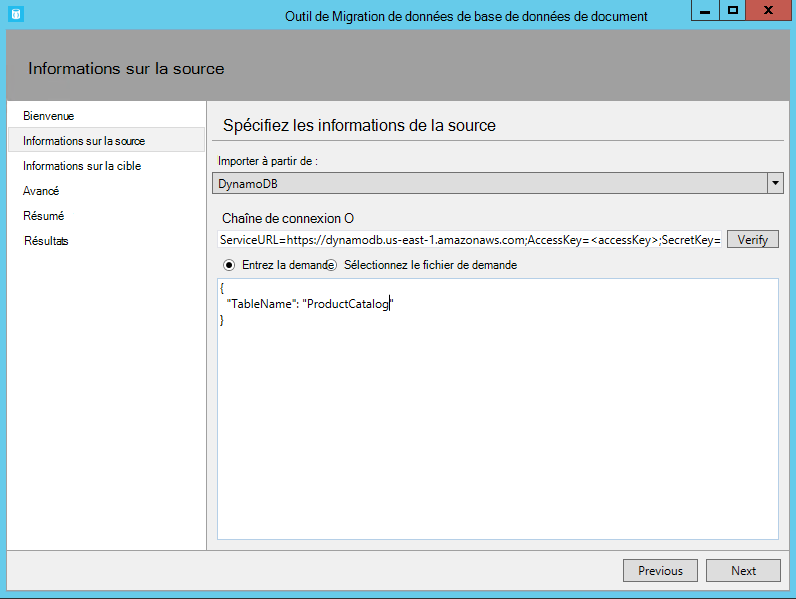 Outil de Migration de données de base de données de document
Informations sur la source
Bienvenue
Informations sur la source
Informations sur la cible
Avancé
Résumé
Résultats
Spécifiez les informations de la source
Importer à partir de :
DynamoDB
Chaîne de connexion O
ServiceURL=https://dynamodb.us-east-1.amazonaws.com;AccessKey=<accessKey>;SecretKey=
Verify
Entrez la demande
Sélectionnez le fichier de demande
{
"TableName": "ProductCatalog"
}
Previous
Next